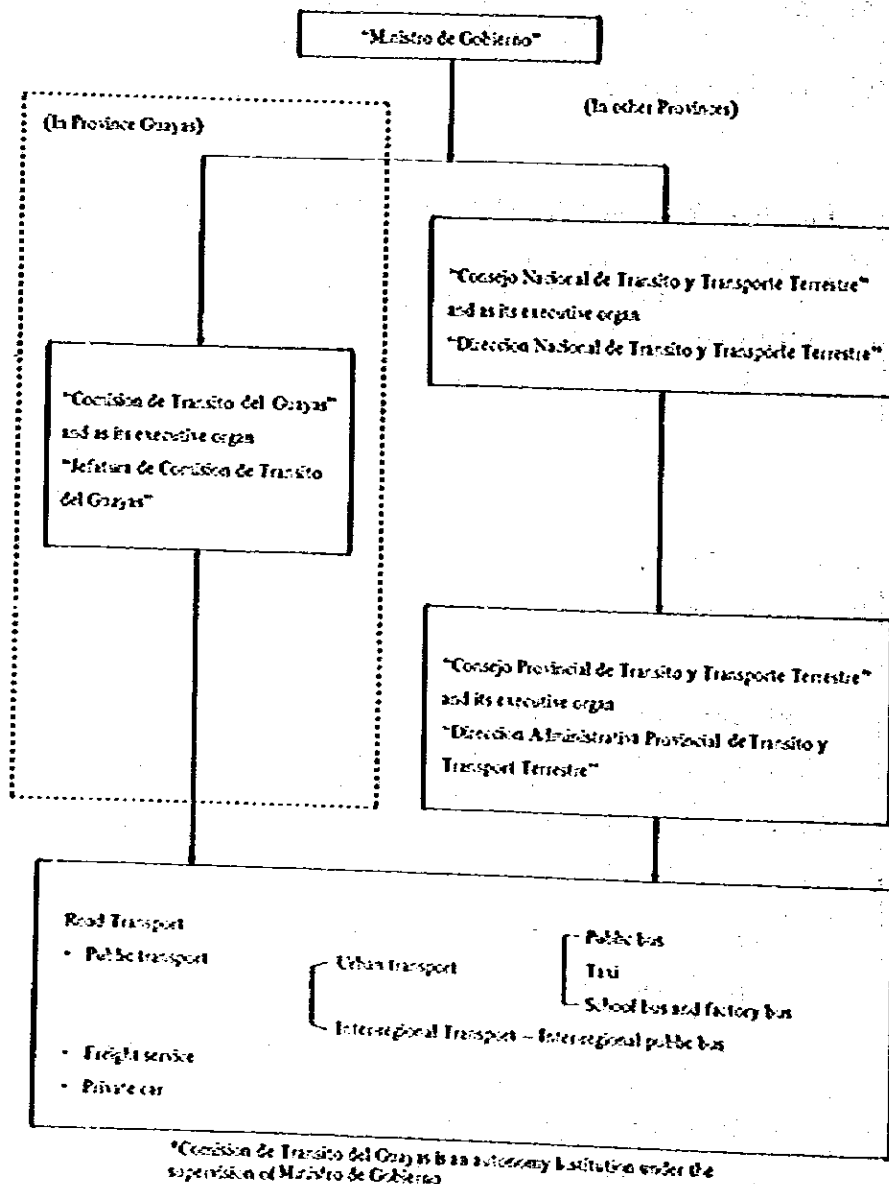 "Ministro de Gobierno"
(In Province Guayas)
(In other Provinces)
"Consejo Nacional de Transito y Transporte Terrestre"
and as its executive organ
"Direccion Nacional de Transito y Transporte Terrestre"
"Comision de Transito del Guayas"
and as its executive organ
"Jefatura de Comision de Transito
del Guayas"
"Consejo Provincial de Transito y Transporte Terrestre"
and its executive organ
"Direccion Administrativa Provincial de Transito y
Transport Terrestre"
Road Transport
• Public transport
Urban transport
Public bus
Taxi
School bus and factory bus
Inter-regional Transport – Inter-regional public bus
• Freight service
• Private car
*Comision de Transito del Guayas is an autonomy institution under the
supervision of Ministro de Gobierno